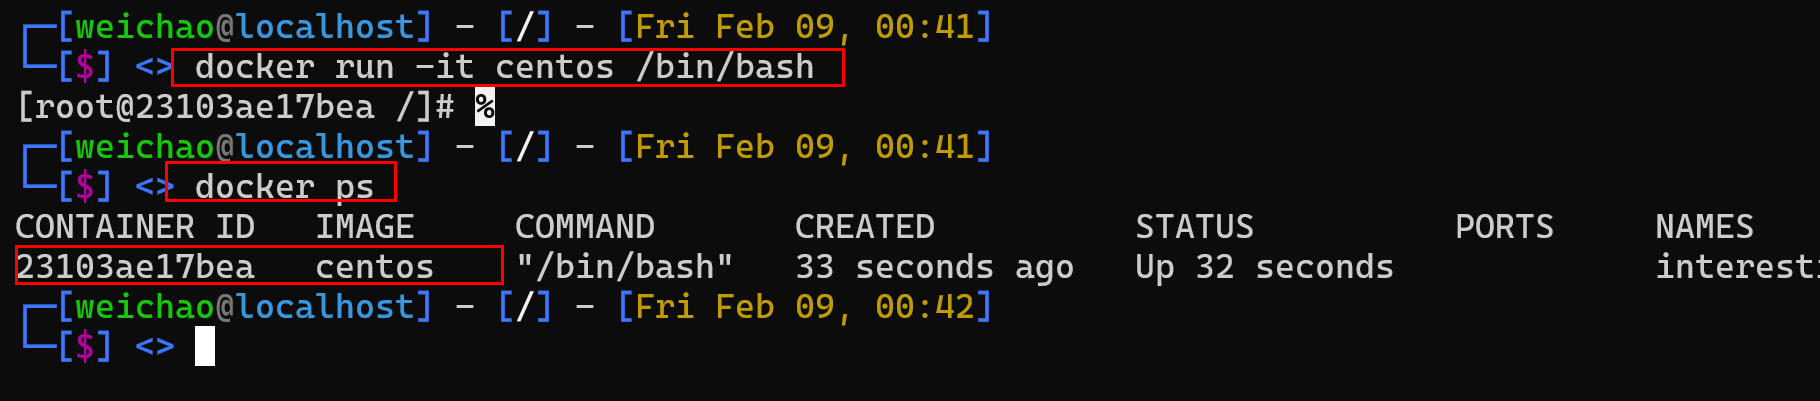 ┌─[weichao@localhost] - [/] - [Fri Feb 09, 00:41]
└─[$] <> docker run -it centos /bin/bash
[root@23103ae17bea /]# %
┌─[weichao@localhost] - [/] - [Fri Feb 09, 00:41]
└─[$] <> docker ps
CONTAINER ID   IMAGE     COMMAND       CREATED          STATUS          PORTS     NAMES
23103ae17bea   centos    "/bin/bash"   33 seconds ago   Up 32 seconds             interesti
┌─[weichao@localhost] - [/] - [Fri Feb 09, 00:42]
└─[$] <>